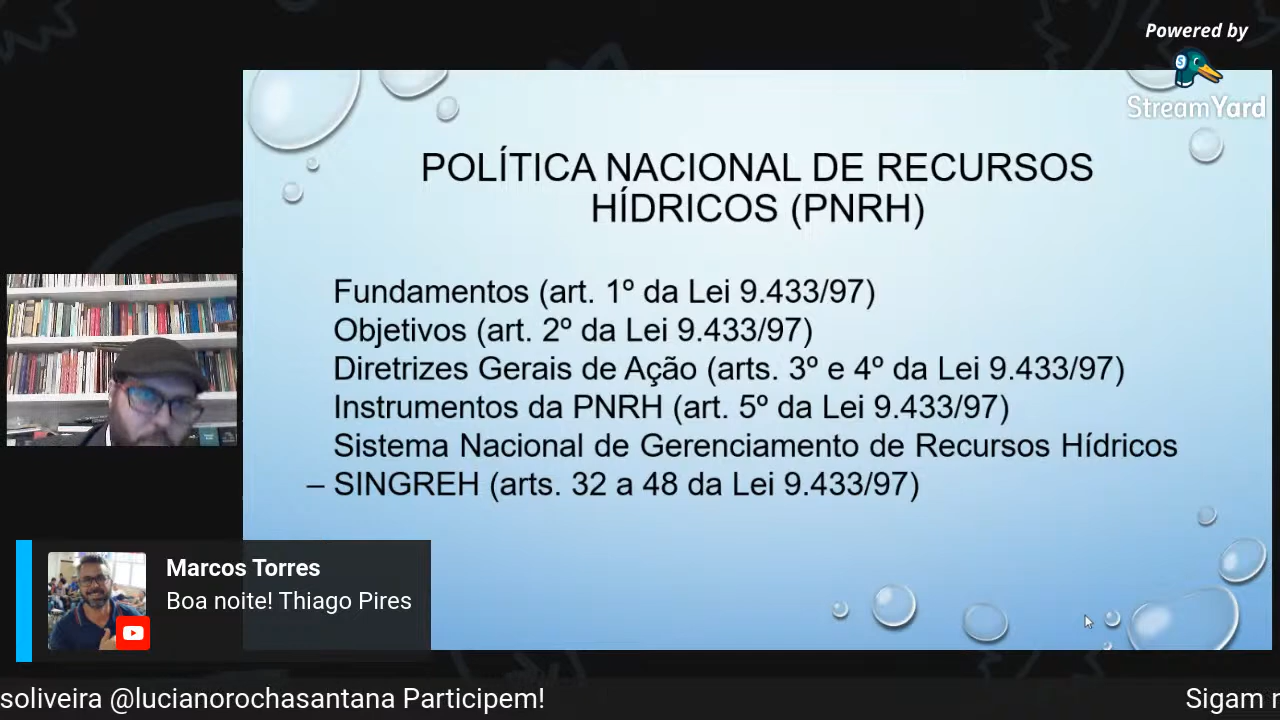 Powered by
StreamYard
POLÍTICA NACIONAL DE RECURSOS
HÍDRICOS (PNRH)
Fundamentos (art. 1º da Lei 9.433/97)
Objetivos (art. 2º da Lei 9.433/97)
Diretrizes Gerais de Ação (arts. 3º e 4º da Lei 9.433/97)
Instrumentos da PNRH (art. 5º da Lei 9.433/97)
Sistema Nacional de Gerenciamento de Recursos Hídricos
– SINGREH (arts. 32 a 48 da Lei 9.433/97)
Marcos Torres
Boa noite! Thiago Pires
soliveira @lucianorochasantana Participem!
Sigam